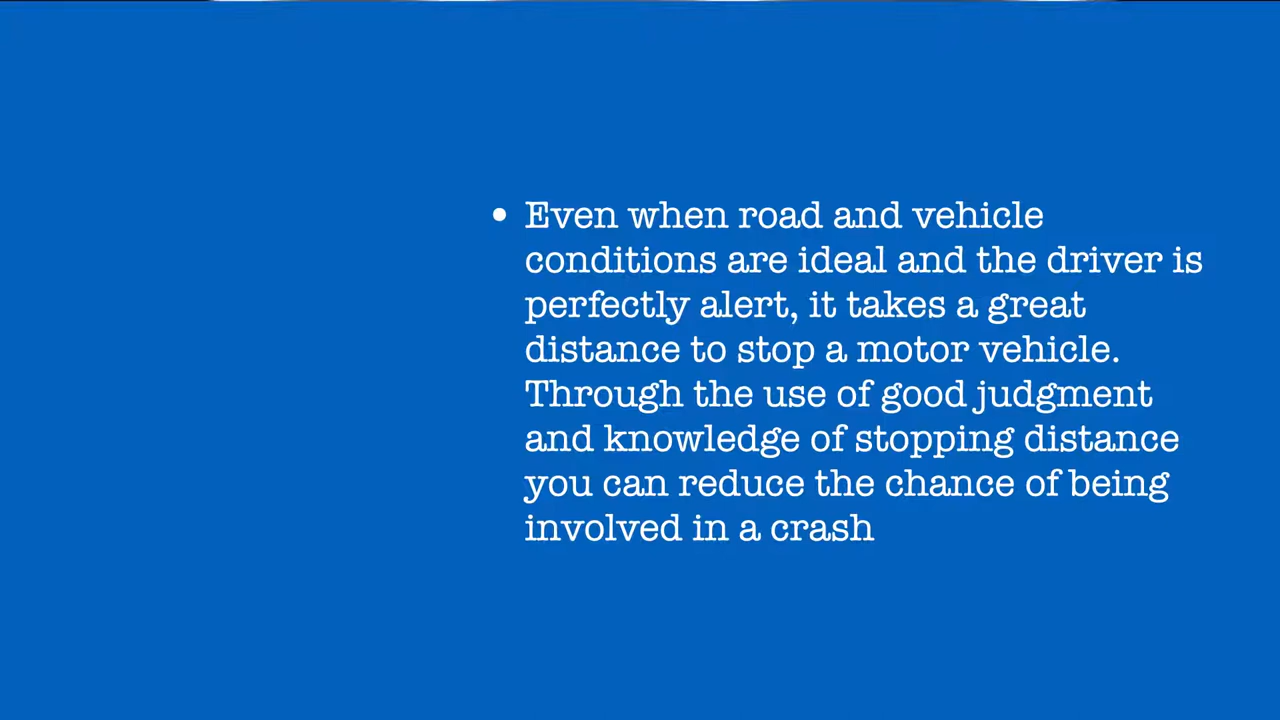 • Even when road and vehicle
conditions are ideal and the driver is
perfectly alert, it takes a great
distance to stop a motor vehicle.
Through the use of good judgment
and knowledge of stopping distance
you can reduce the chance of being
involved in a crash